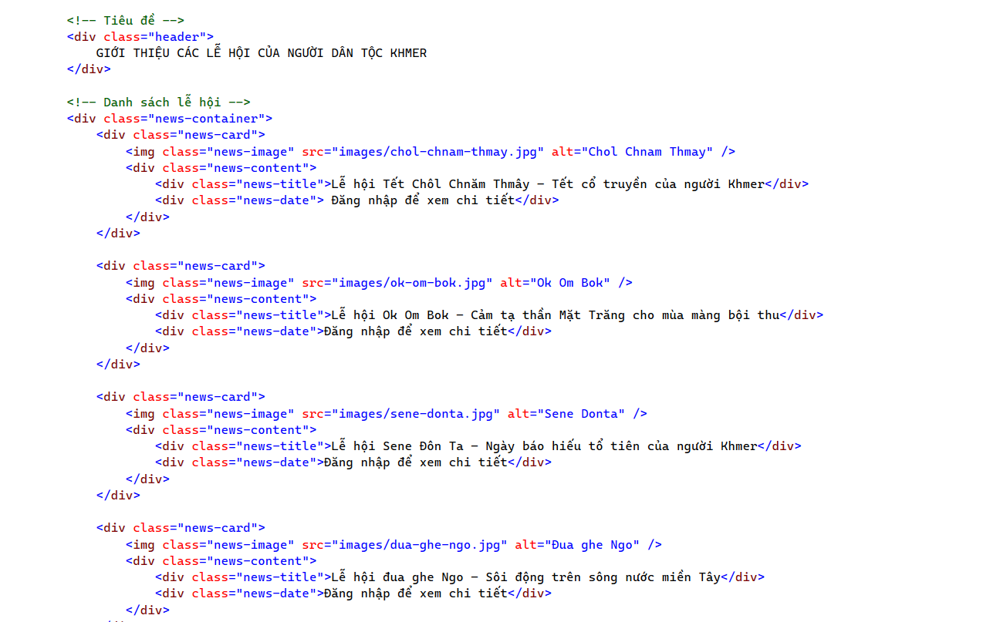 <!-- Tiêu đề -->
<div class="header">
    GIỚI THIỆU CÁC LỄ HỘI CỦA NGƯỜI DÂN TỘC KHMER
</div>

<!-- Danh sách lễ hội -->
<div class="news-container">
    <div class="news-card">
        <img class="news-image" src="images/chol-chnam-thmay.jpg" alt="Chol Chnam Thmay" />
        <div class="news-content">
            <div class="news-title">Lễ hội Tết Chôl Chnăm Thmây – Tết cổ truyền của người Khmer</div>
            <div class="news-date"> Đăng nhập để xem chi tiết</div>
        </div>
    </div>

    <div class="news-card">
        <img class="news-image" src="images/ok-om-bok.jpg" alt="Ok Om Bok" />
        <div class="news-content">
            <div class="news-title">Lễ hội Ok Om Bok – Cảm tạ thần Mặt Trăng cho mùa màng bội thu</div>
            <div class="news-date">Đăng nhập để xem chi tiết</div>
        </div>
    </div>

    <div class="news-card">
        <img class="news-image" src="images/sene-donta.jpg" alt="Sene Donta" />
        <div class="news-content">
            <div class="news-title">Lễ hội Sene Đôn Ta – Ngày báo hiếu tổ tiên của người Khmer</div>
            <div class="news-date">Đăng nhập để xem chi tiết</div>
        </div>
    </div>

    <div class="news-card">
        <img class="news-image" src="images/dua-ghe-ngo.jpg" alt="Đua ghe Ngo" />
        <div class="news-content">
            <div class="news-title">Lễ hội đua ghe Ngo – Sôi động trên sông nước miền Tây</div>
            <div class="news-date">Đăng nhập để xem chi tiết</div>
        </div>